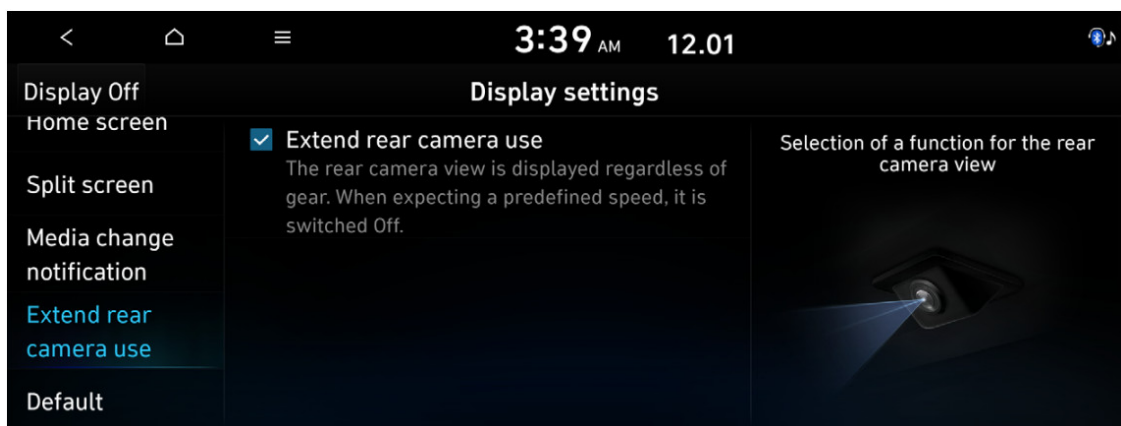 3:39 AM 12.01
Display Off
Display settings
Home screen
Split screen
Media change
notification
Extend rear
camera use
Default
Extend rear camera use
The rear camera view is displayed regardless of
gear. When expecting a predefined speed, it is
switched Off.
Selection of a function for the rear
camera view